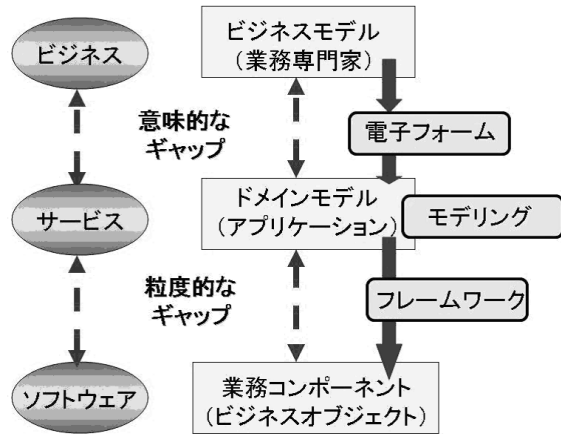 ビジネス
ビジネスモデル
(業務専門家)
意味的な
ギャップ
電子フォーム
サービス
ドメインモデル
(アプリケーション)
モデリング
粒度的な
ギャップ
フレームワーク
ソフトウェア
業務コンポーネント
(ビジネスオブジェクト)